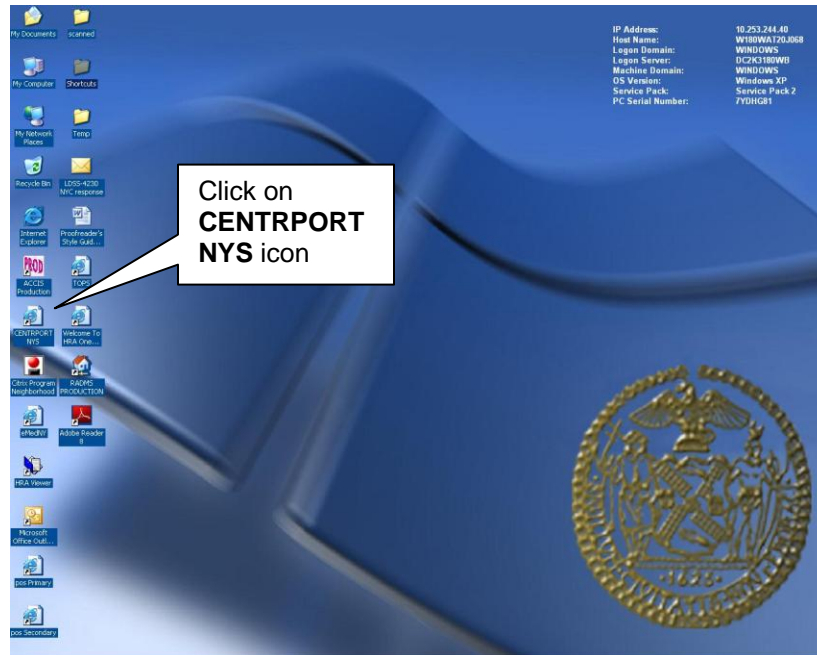 My Documents
scanned
My Computer
Shortcuts
My Network
Places
Temp
Recycle Bin
LDSS-4230
NYC response
Internet
Explorer
Proofreader's
Style Guid...
PROD
ACCIS
Production
TOPS
CENTRPORT
NYS
Welcome To
HRA One...
Citrix Program
Neighborhood
RADMS
PRODUCTION
eMedNY
Adobe Reader
8
HRA Viewer
Microsoft
Office Outl...
pos Primary
pos Secondary
Click on
CENTRPORT
NYS icon
IP Address: 10.253.244.40
Host Name: W180WAT20J068
Logon Domain: WINDOWS
Logon Server: DC2K3180WB
Machine Domain: WINDOWS
OS Version: Windows XP
Service Pack: Service Pack 2
PC Serial Number: 7YDHG81
·1625·